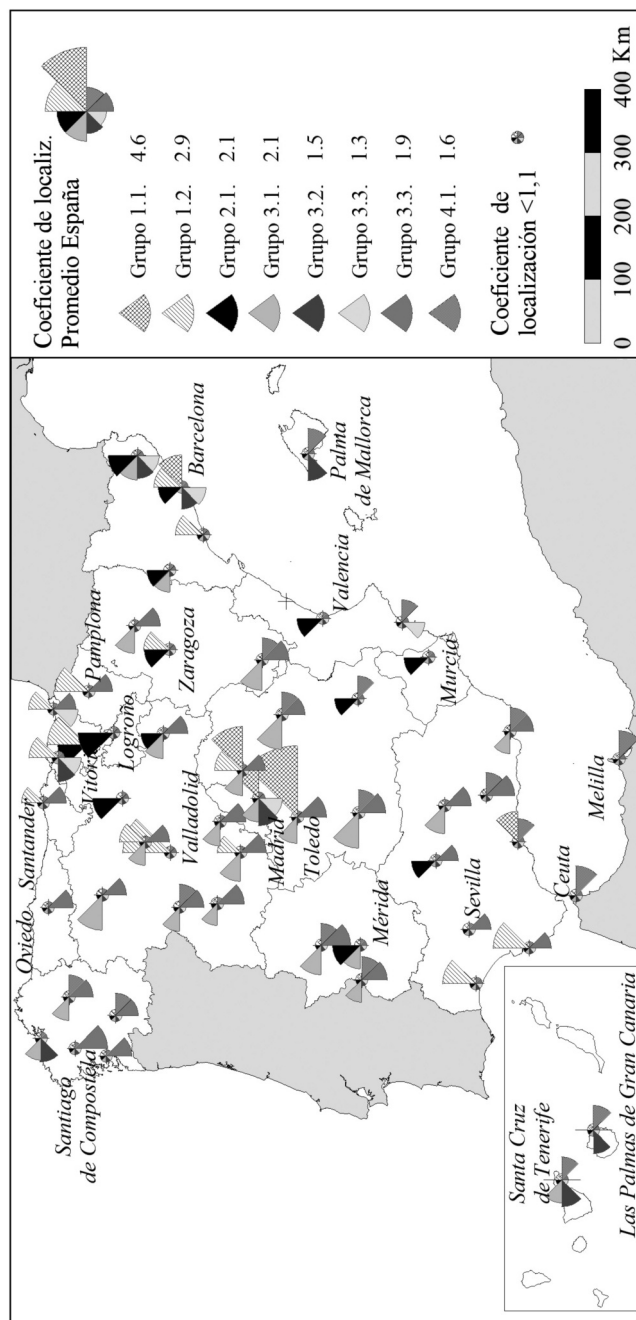 Oviedo
Santander
Santiago
de Compostela
Vitoria
Pamplona
Logroño
Valladolid
Zaragoza
Barcelona
Madrid
Toledo
Valencia
Palma
de Mallorca
Mérida
Murcia
Sevilla
Ceuta
Melilla
Santa Cruz
de Tenerife
Las Palmas de Gran Canaria
Coeficiente de localiz.
Promedio España
Grupo 1.1. 4.6
Grupo 1.2. 2.9
Grupo 2.1. 2.1
Grupo 3.1. 2.1
Grupo 3.2. 1.5
Grupo 3.3. 1.3
Grupo 3.3. 1.9
Grupo 4.1. 1.6
Coeficiente de
localización <1,1
0 100 200 300 400 Km